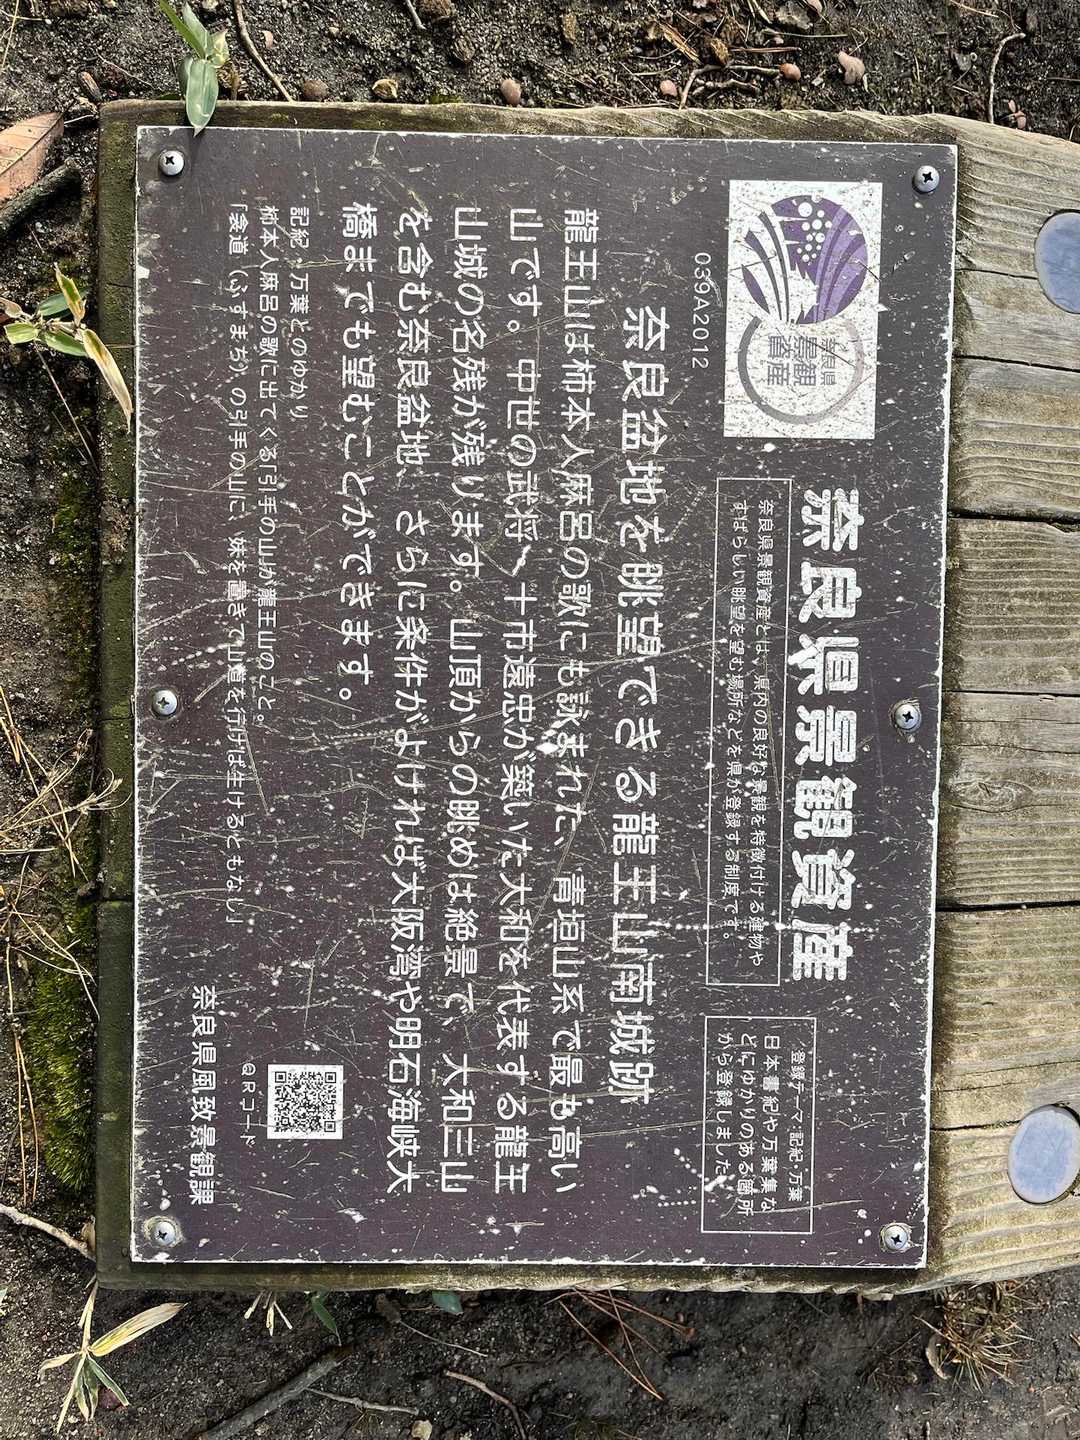 奈良県
景観
資産
039A2012
奈良県景観資産
奈良県景観資産とは、県内の良好な景観を特徴付ける建物や
すばらしい眺望を望む場所などを県が登録する制度です。
登録テーマ:記紀・万葉
日本書紀や万葉集な
どにゆかりのある箇所
から登録しました。
奈良盆地を眺望できる龍王山南城跡
龍王山は柿本人麻呂の歌にも詠まれた、青垣山系で最も高い
山です。中世の武将、十市遠忠が築いた大和を代表する龍王
山城の名残が残ります。山頂からの眺めは絶景で、大和三山
を含む奈良盆地、さらに条件がよければ大阪湾や明石海峡大
橋までも望むことができます。
記紀・万葉とのゆかり
柿本人麻呂の歌に出てくる「引手の山」が龍王山のこと。
「衾道(ふすまぢ)の引手の山に、妹を置きて山道を行けば生けるともなし」
QRコード
奈良県風致景観課